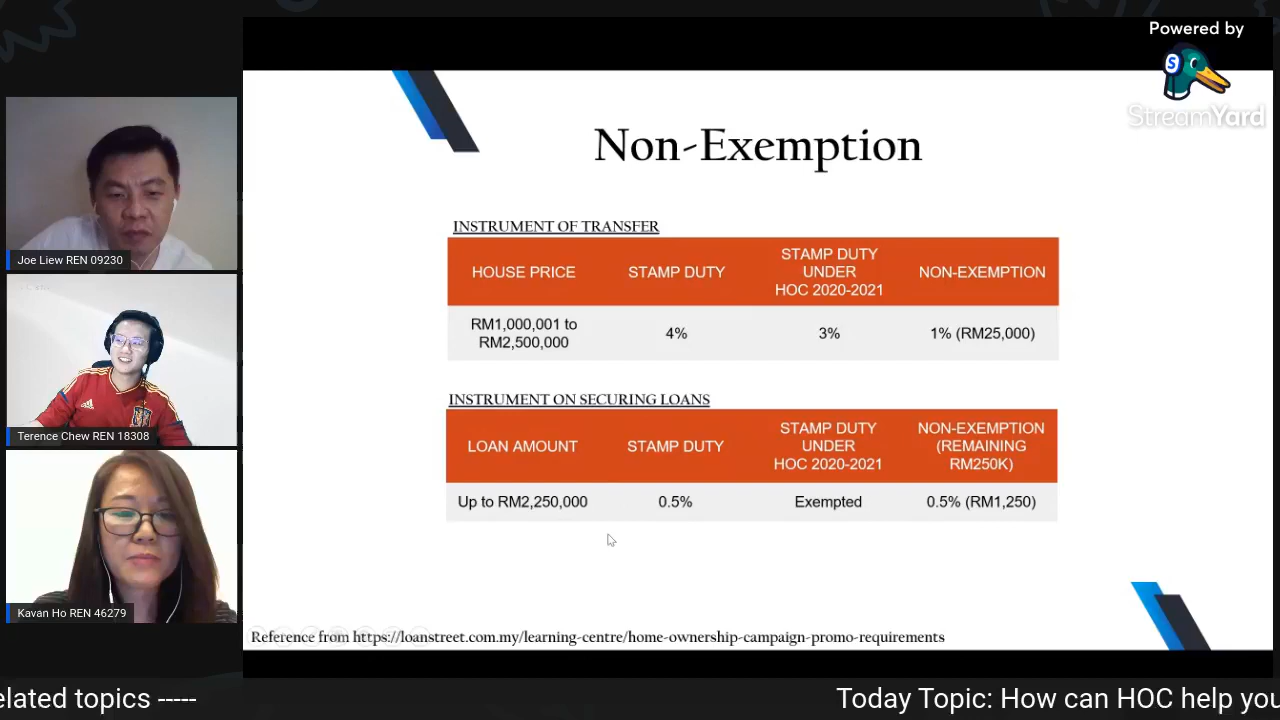 Powered by
StreamYard
Joe Liew REN 09230
Terence Chew REN 18308
Kavan Ho REN 46279
Non-Exemption
INSTRUMENT OF TRANSFER
HOUSE PRICE
STAMP DUTY
STAMP DUTY
UNDER
HOC 2020-2021
NON-EXEMPTION
RM1,000,001 to
RM2,500,000
4%
3%
1% (RM25,000)
INSTRUMENT ON SECURING LOANS
LOAN AMOUNT
STAMP DUTY
STAMP DUTY
UNDER
HOC 2020-2021
NON-EXEMPTION
(REMAINING
RM250K)
Up to RM2,250,000
0.5%
Exempted
0.5% (RM1,250)
Reference from https://loanstreet.com.my/learning-centre/home-ownership-campaign-promo-requirements
elated topics -----
Today Topic: How can HOC help you